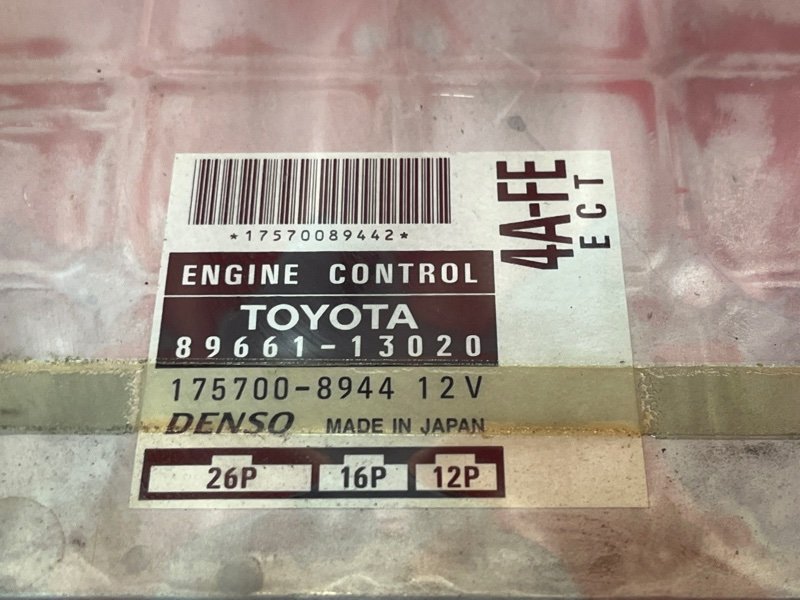 *17570089442*
4A-FE
ECT
ENGINE CONTROL
TOYOTA
89661-13020
175700-8944 12V
DENSO MADE IN JAPAN
26P 16P 12P